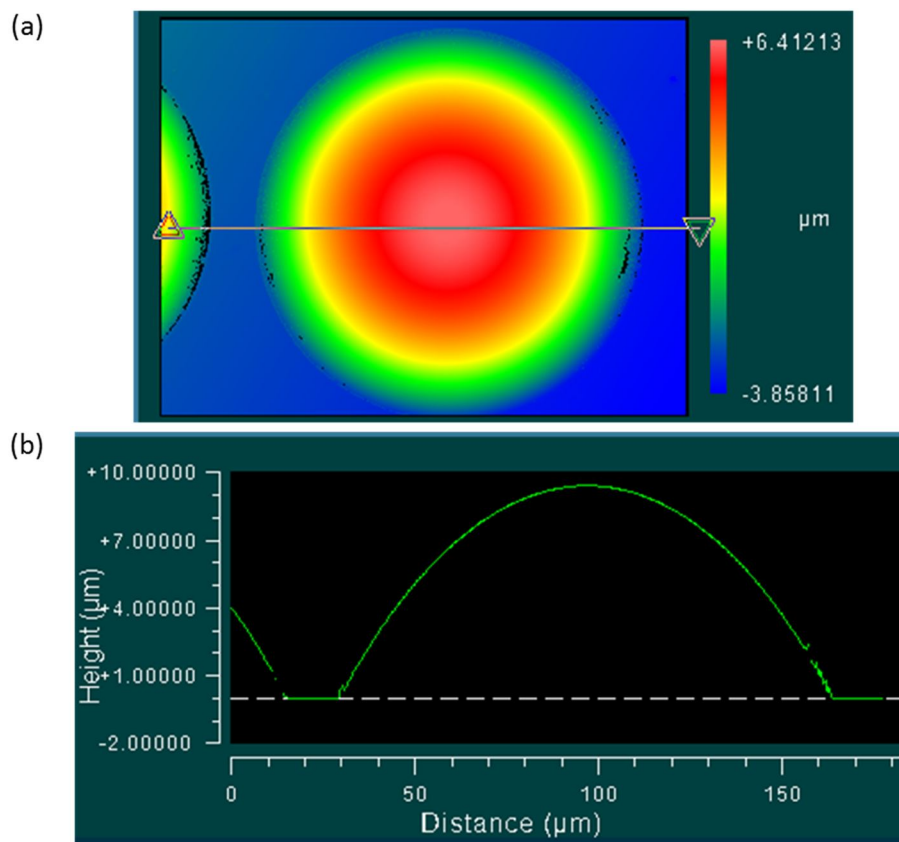 (a)
+6.41213
µm
-3.85811
(b)
+10.00000
+7.00000
+4.00000
+1.00000
-2.00000
Height (µm)
0 50 100 150
Distance (µm)